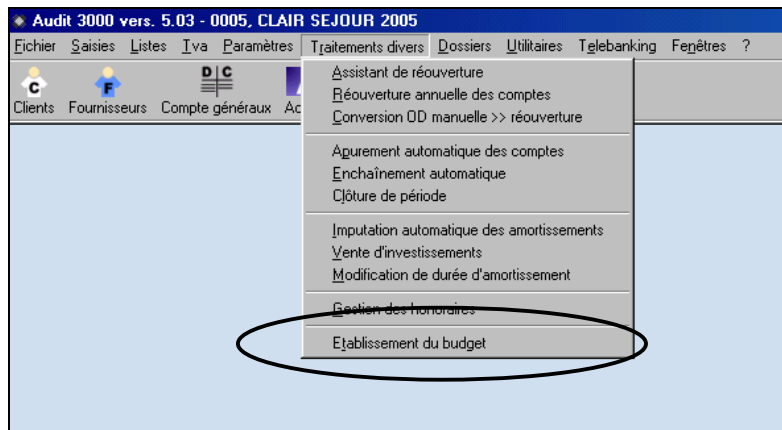 Audit 3000 vers. 5.03 - 0005, CLAIR SEJOUR 2005
Fichier Saisies Listes Tva Paramètres Traitements divers Dossiers Utilitaires Telebanking Fenêtres ?
C F D C
Clients Fournisseurs Compte généraux Ac
Assistant de réouverture
Réouverture annuelle des comptes
Conversion OD manuelle >> réouverture
Apurement automatique des comptes
Enchaînement automatique
Clôture de période
Imputation automatique des amortissements
Vente d'investissements
Modification de durée d'amortissement
Gestion des honoraires
Etablissement du budget